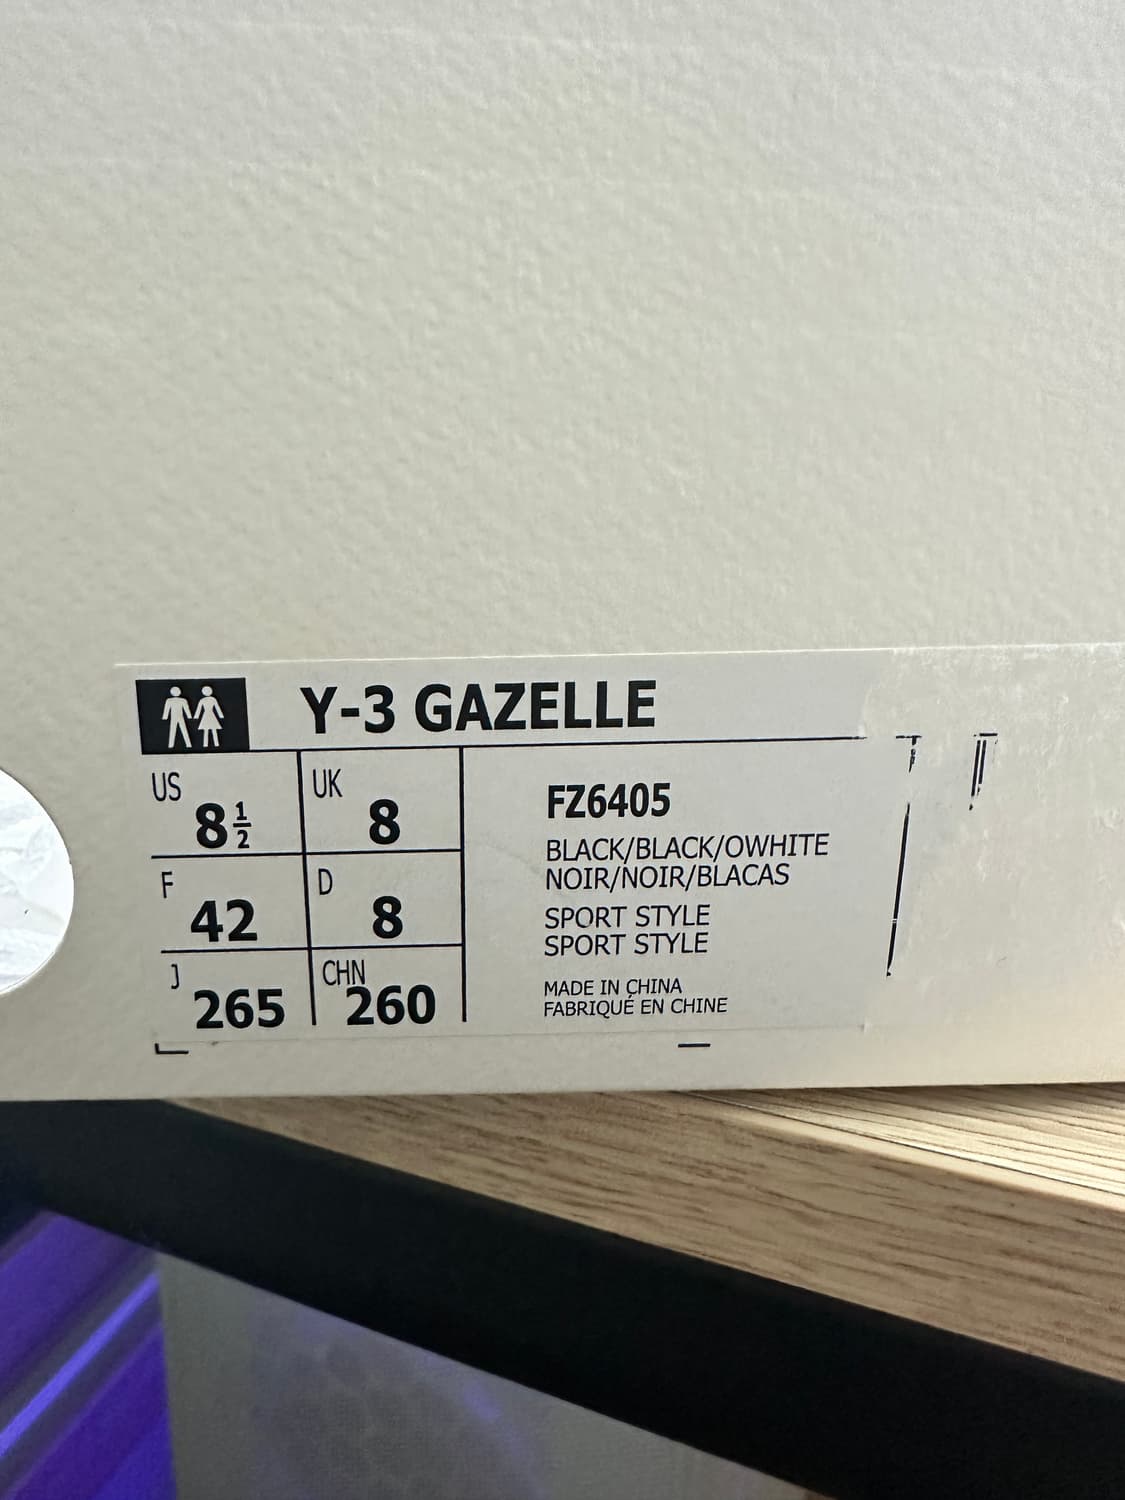 Y-3 GAZELLE
US 8½ UK 8
F 42 D 8
J 265 CHN 260
FZ6405
BLACK/BLACK/OWHITE
NOIR/NOIR/BLACAS
SPORT STYLE
SPORT STYLE
MADE IN CHINA
FABRIQUÉ EN CHINE